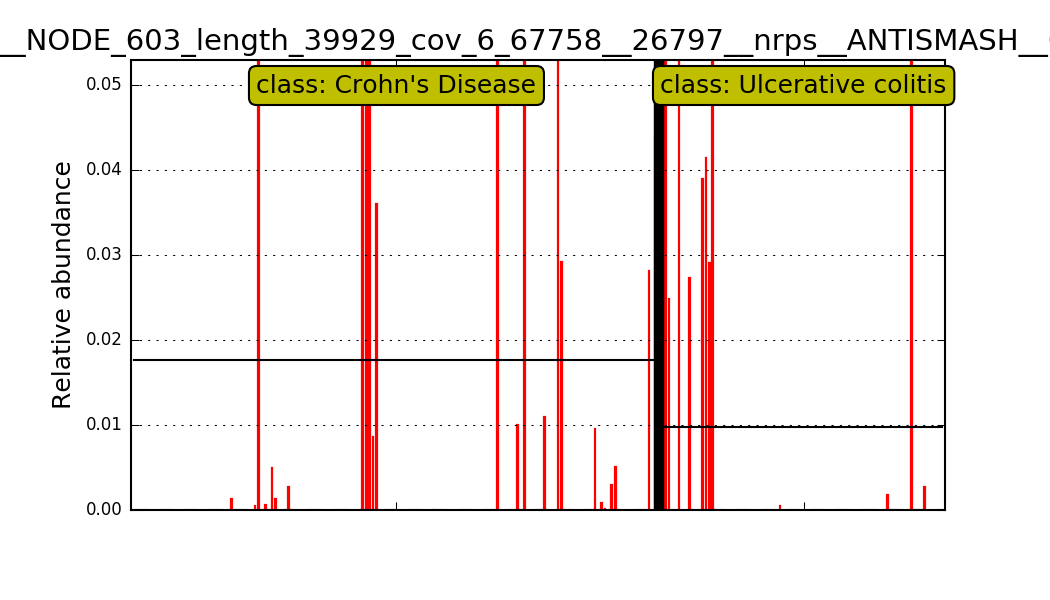 __NODE_603_length_39929_cov_6_67758__26797__nrps__ANTISMASH__
class: Crohn's Disease
class: Ulcerative colitis
Relative abundance
0.05
0.04
0.03
0.02
0.01
0.00